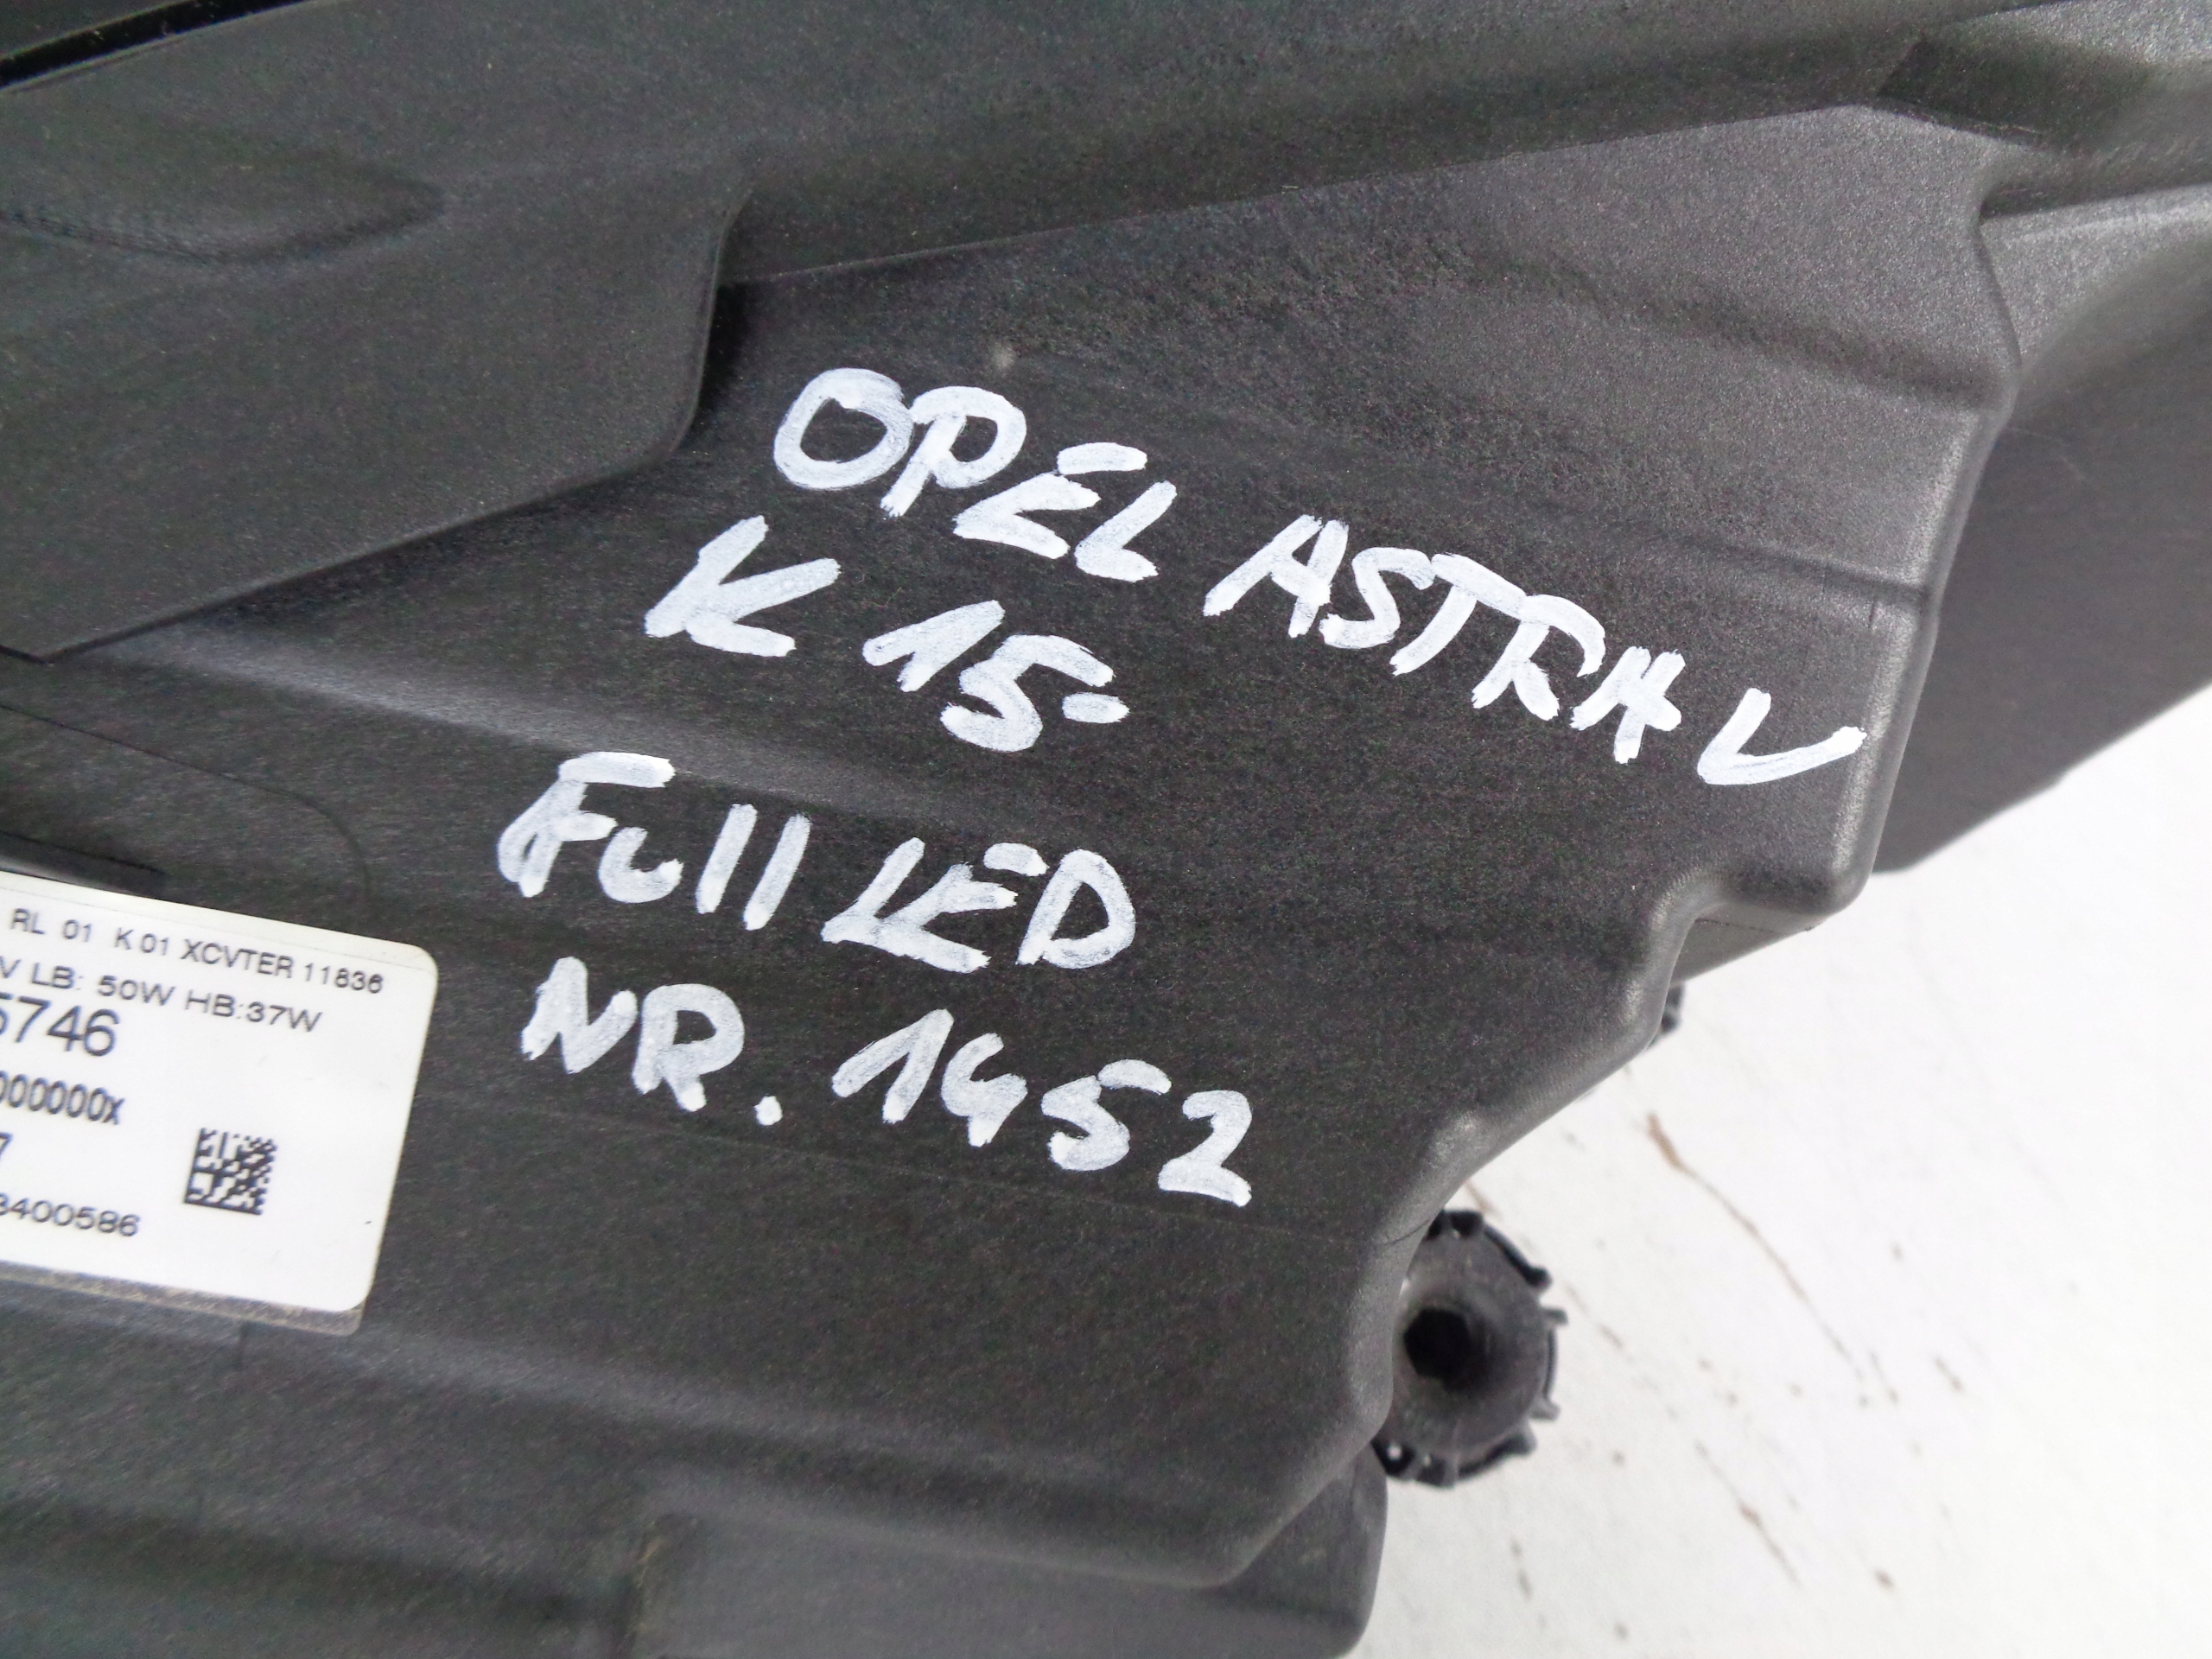 OPEL ASTRA V
K 15-
Full LED
NR. 1452
RL 01 K 01 XCVTER 11836
V LB: 50W HB:37W
5746
000000x
7
3400586